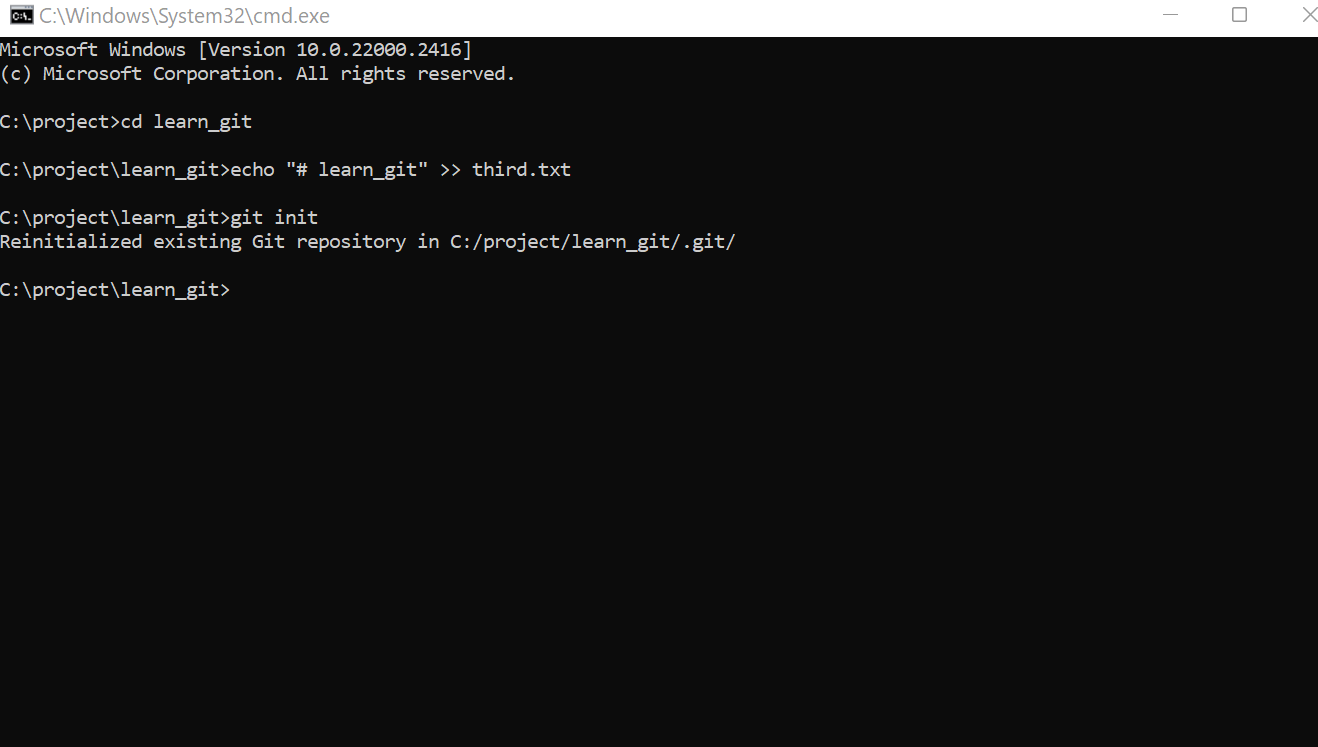 C:\Windows\System32\cmd.exe
Microsoft Windows [Version 10.0.22000.2416]
(c) Microsoft Corporation. All rights reserved.
C:\project>cd learn_git
C:\project\learn_git>echo "# learn_git" >> third.txt
C:\project\learn_git>git init
Reinitialized existing Git repository in C:/project/learn_git/.git/
C:\project\learn_git>